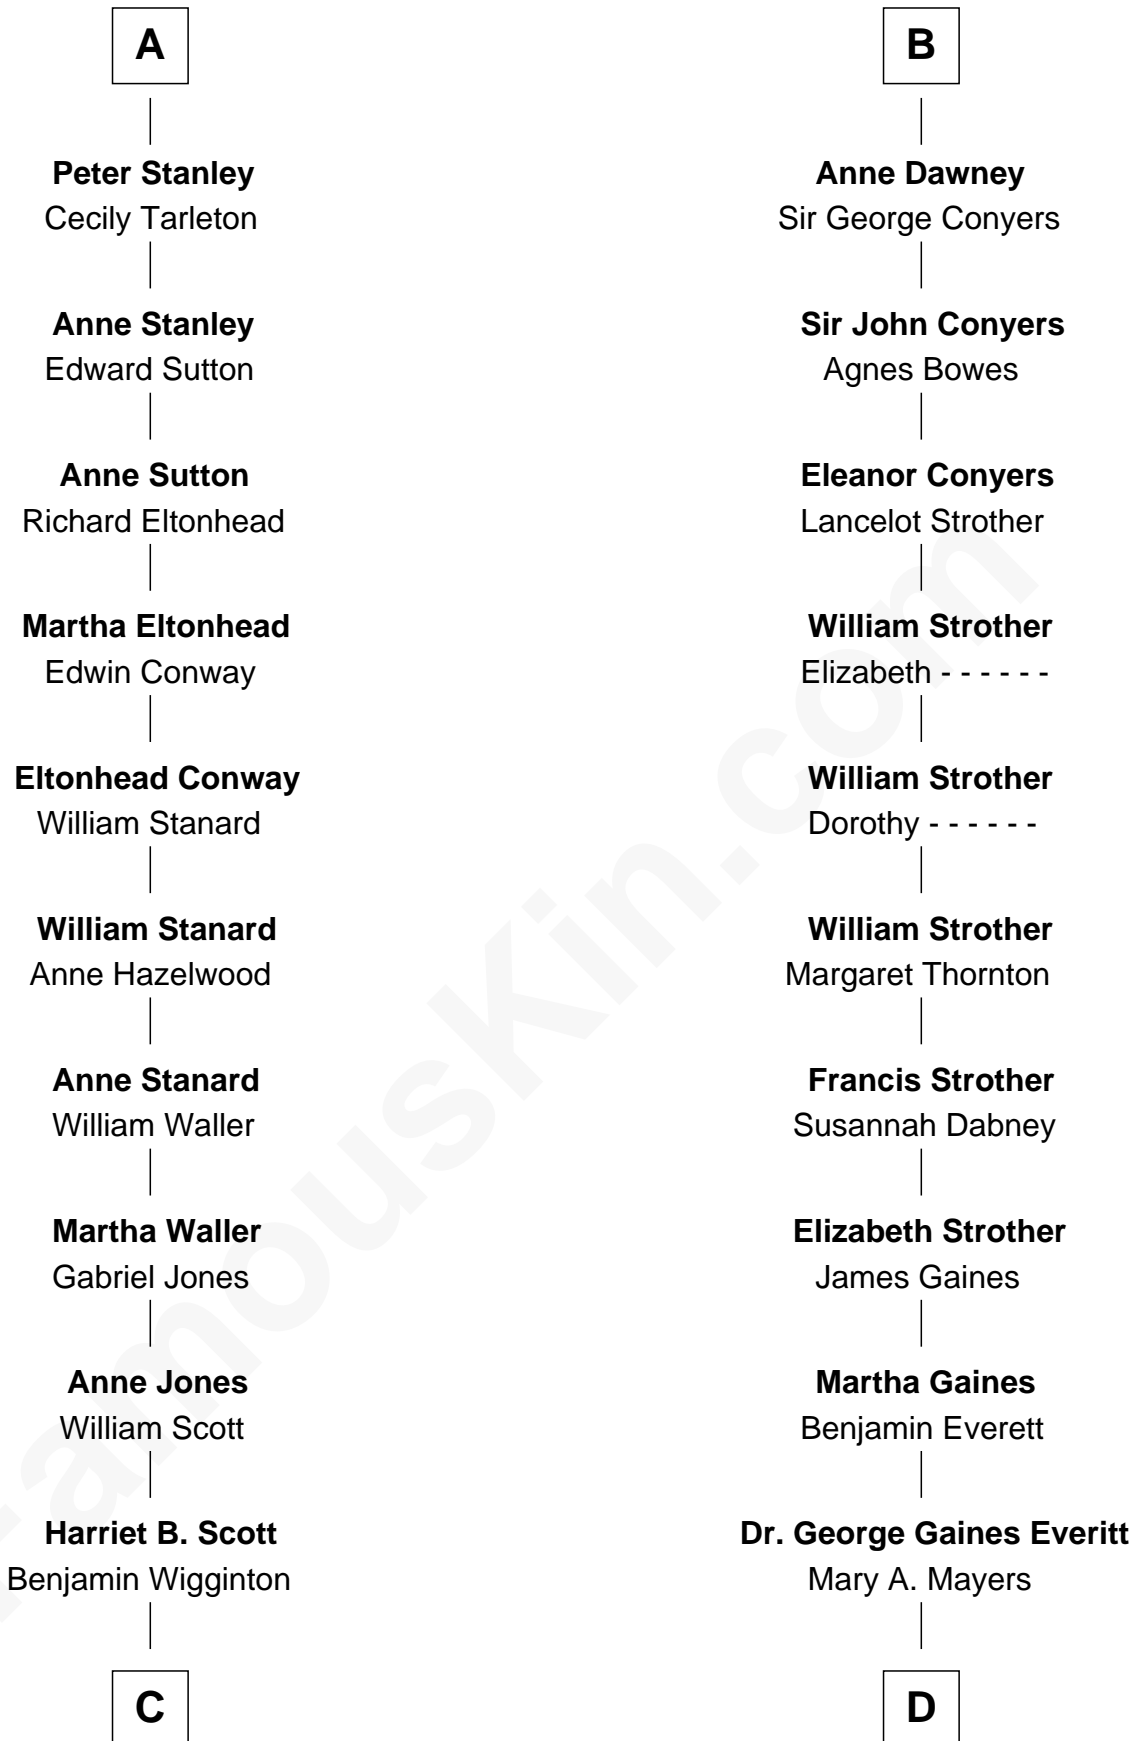 A
Peter Stanley
Cecily Tarleton
Anne Stanley
Edward Sutton
Anne Sutton
Richard Eltonhead
Martha Eltonhead
Edwin Conway
Eltonhead Conway
William Stanard
William Stanard
Anne Hazelwood
Anne Stanard
William Waller
Martha Waller
Gabriel Jones
Anne Jones
William Scott
Harriet B. Scott
Benjamin Wigginton
C
B
Anne Dawney
Sir George Conyers
Sir John Conyers
Agnes Bowes
Eleanor Conyers
Lancelot Strother
William Strother
Elizabeth - - - - - -
William Strother
Dorothy - - - - - -
William Strother
Margaret Thornton
Francis Strother
Susannah Dabney
Elizabeth Strother
James Gaines
Martha Gaines
Benjamin Everett
Dr. George Gaines Everitt
Mary A. Mayers
D
FamousKin.com